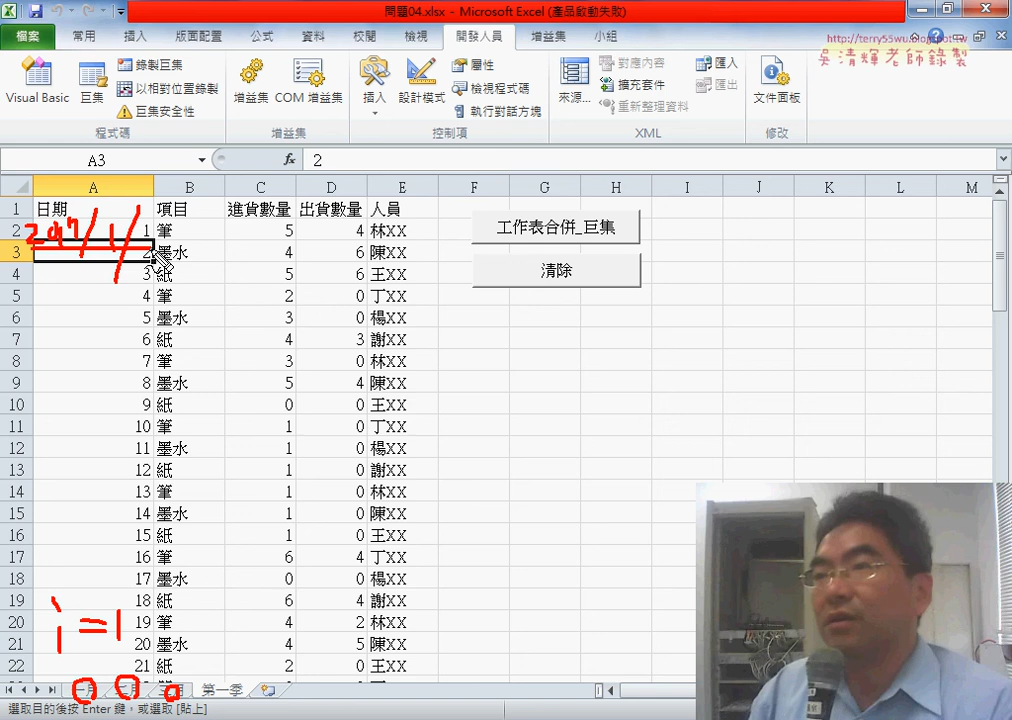 問題04.xlsx - Microsoft Excel (產品啟動失敗)
檔案 常用 插入 版面配置 公式 資料 校閱 檢視 開發人員 增益集 小組
http://terry55wu.blogspot.tw
吳清輝老師錄製
Visual Basic 巨集 錄製巨集 以相對位置錄製 巨集安全性 增益集 COM 增益集 插入 設計模式 屬性 檢視程式碼 執行對話方塊 來源... 對應內容 擴充套件 重新整理資料 匯入 匯出 文件面板
程式碼 增益集 控制項 XML 修改
A3 fx 2
A B C D E F G H I J K L M
1 日期 項目 進貨數量 出貨數量 人員
2 1 筆 5 4 林XX
3 2 墨水 4 6 陳XX
4 3 紙 5 6 王XX
5 4 筆 2 0 丁XX
6 5 墨水 3 0 楊XX
7 6 紙 4 3 謝XX
8 7 筆 3 0 林XX
9 8 墨水 5 4 陳XX
10 9 紙 0 0 王XX
11 10 筆 1 0 丁XX
12 11 墨水 1 0 楊XX
13 12 紙 1 0 謝XX
14 13 筆 1 0 林XX
15 14 墨水 1 0 陳XX
16 15 紙 1 0 王XX
17 16 筆 6 4 丁XX
18 17 墨水 0 0 楊XX
19 18 紙 6 4 謝XX
20 19 筆 4 2 林XX
21 20 墨水 4 5 陳XX
22 21 紙 2 0 王XX
工作表合併_巨集
清除
i=1
第一季
選取目的後按 Enter 鍵，或選取 [貼上]